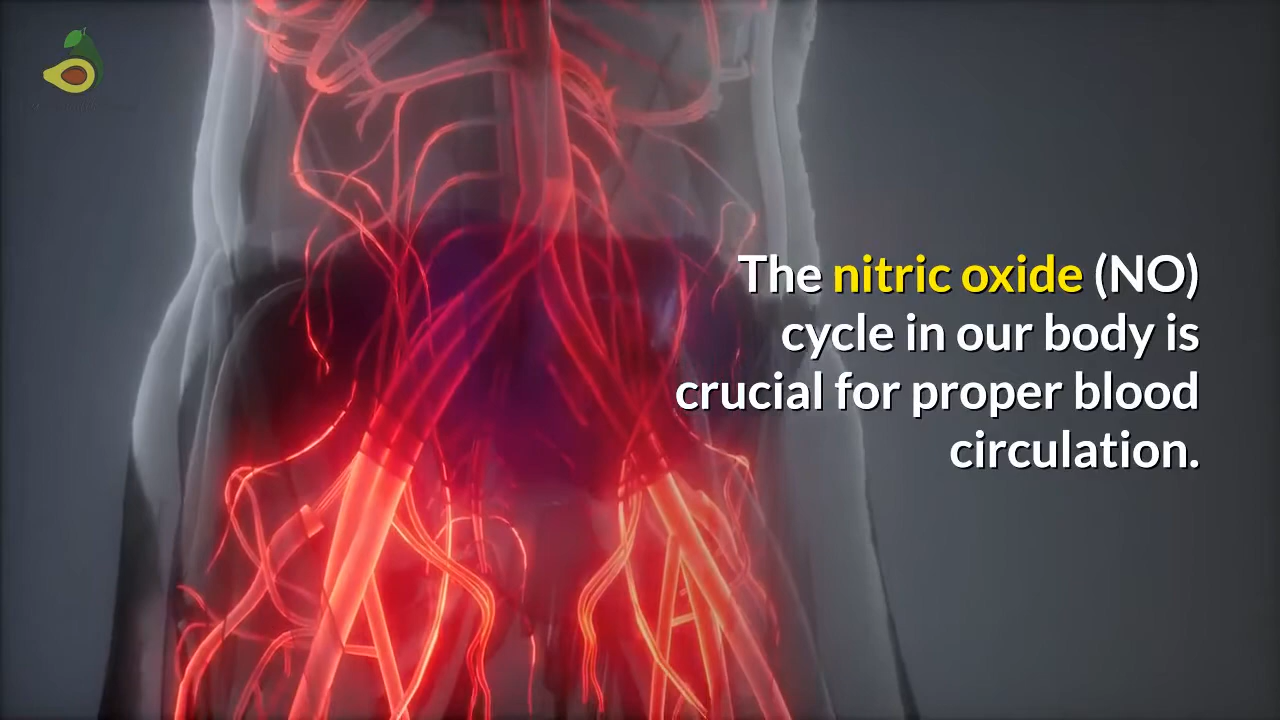 The nitric oxide (NO)
cycle in our body is
crucial for proper blood
circulation.